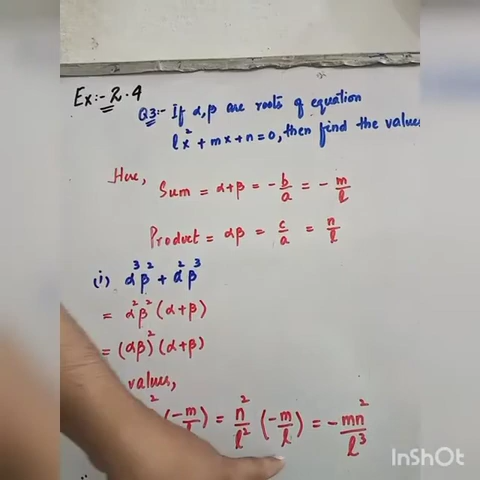 Ex:- 2.4
Q3:- If α,β are roots of equation
lx²+mx+n=0, then find the values
Here,
Sum = α+β = -b/a = -m/l
Product = αβ = c/a = n/l
(i) α³β²+α²β³
= α²β²(α+β)
= (αβ)²(α+β)
values,
² (-m/l) = n²/l² (-m/l) = -mn²/l³
InShOt